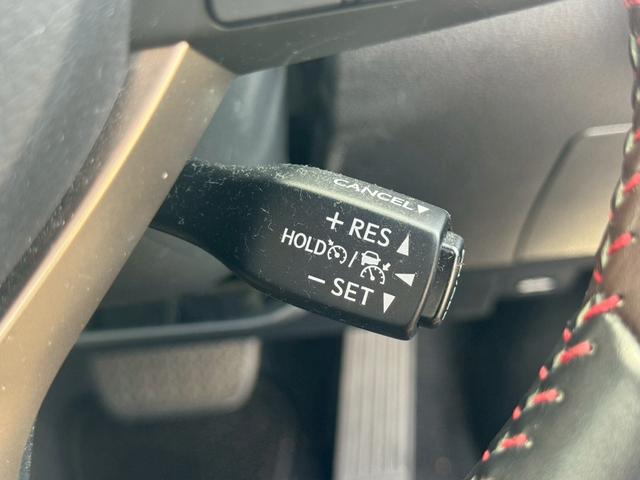 CANCEL▼
+ RES ▲
HOLD /
− SET ▼